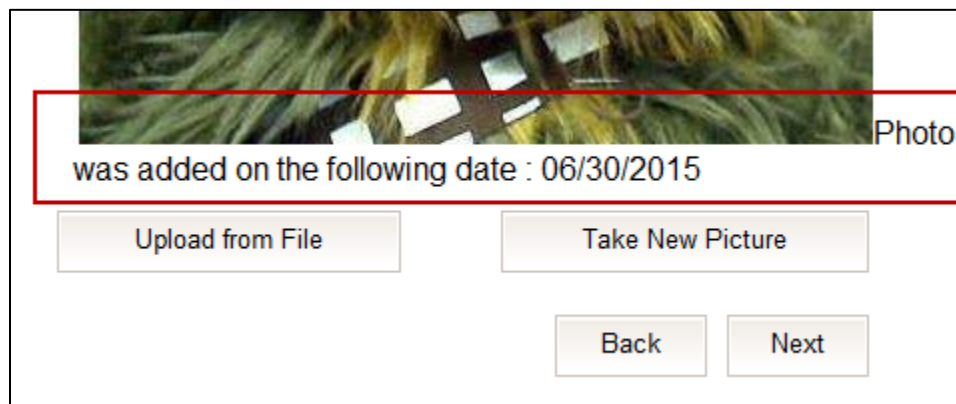 Photo
was added on the following date : 06/30/2015
Upload from File
Take New Picture
Back
Next